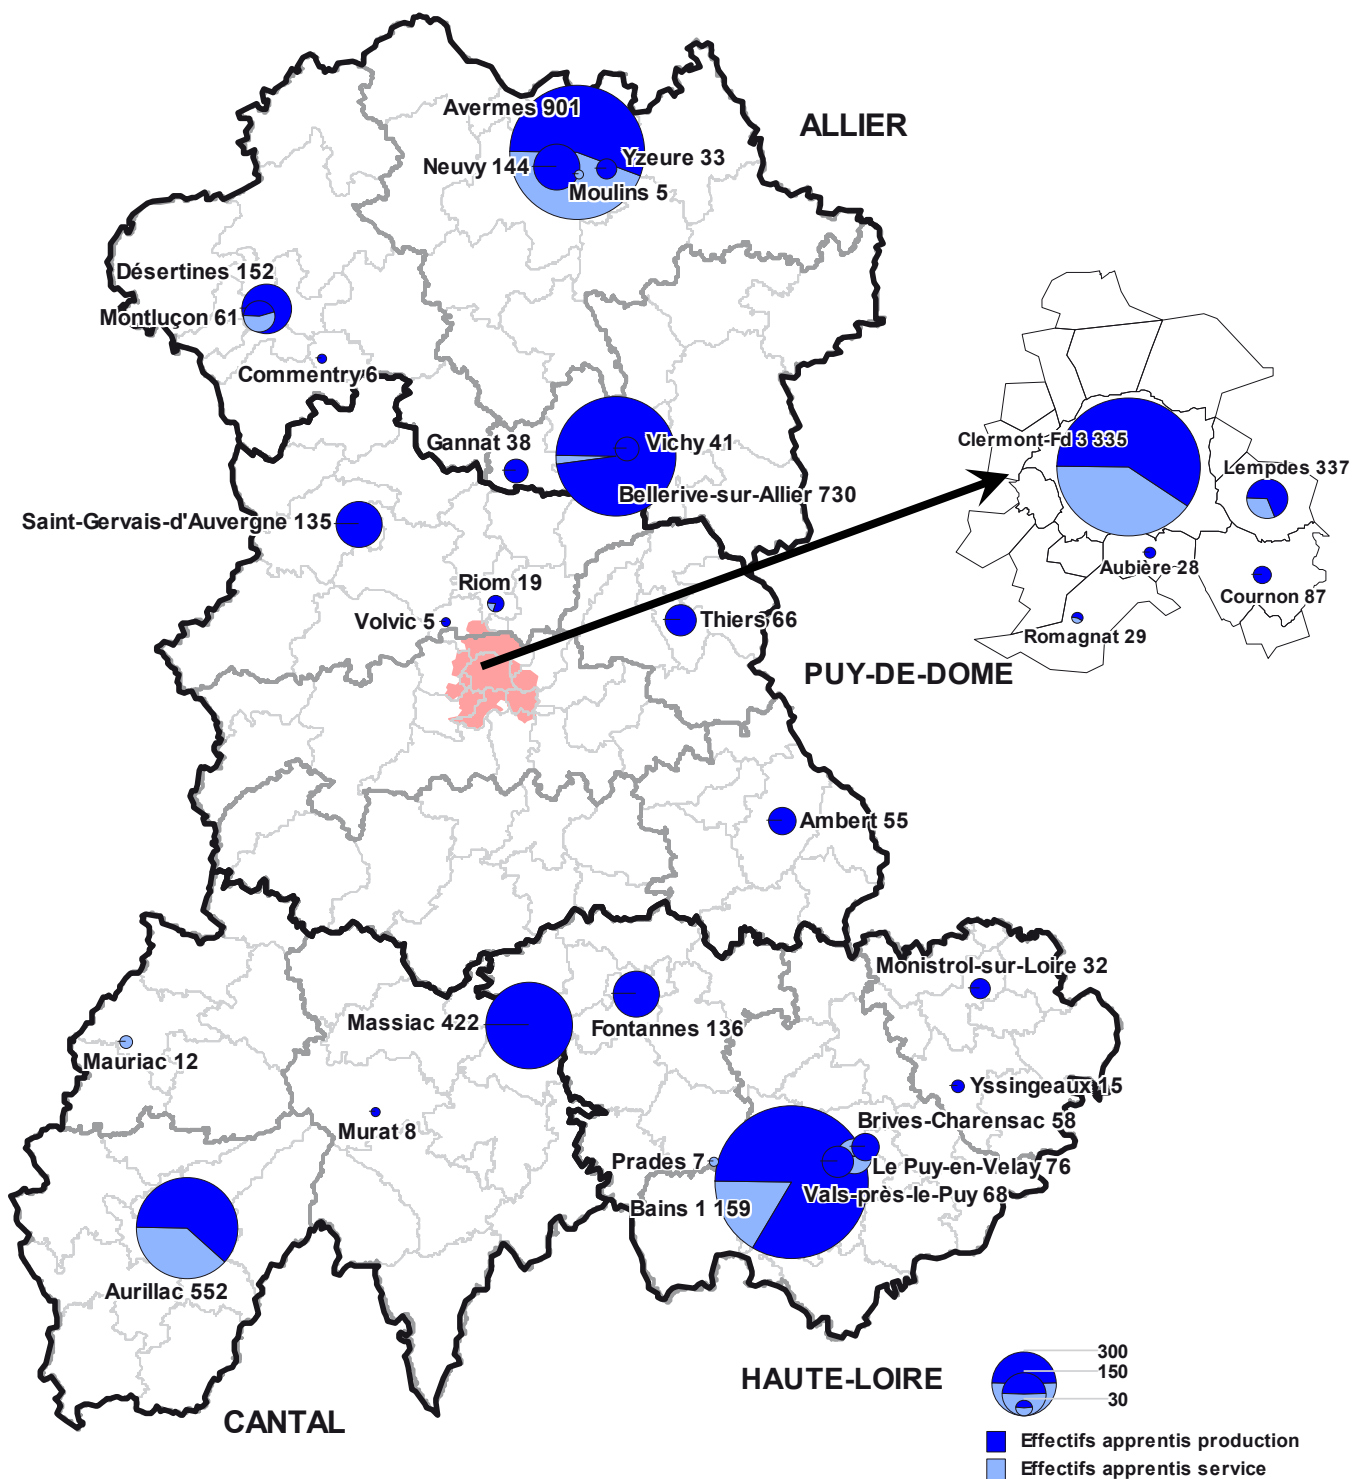 Avermes 901
ALLIER
Neuvy 144
Yzeure 33
Moulins 5
Désertines 152
Montluçon 61
Commentry 6
Gannat 38
Vichy 41
Bellerive-sur-Allier 730
Clermont-Fd 3 335
Lempdes 337
Saint-Gervais-d'Auvergne 135
Aubière 28
Cournon 87
Romagnat 29
Riom 19
Volvic 5
Thiers 66
PUY-DE-DOME
Ambert 55
Monistrol-sur-Loire 32
Massiac 422
Fontannes 136
Mauriac 12
Yssingeaux 15
Murat 8
Brives-Charensac 58
Prades 7
Le Puy-en-Velay 76
Vals-près-le-Puy 68
Bains 1 159
Aurillac 552
HAUTE-LOIRE
CANTAL
300
150
30
Effectifs apprentis production
Effectifs apprentis service